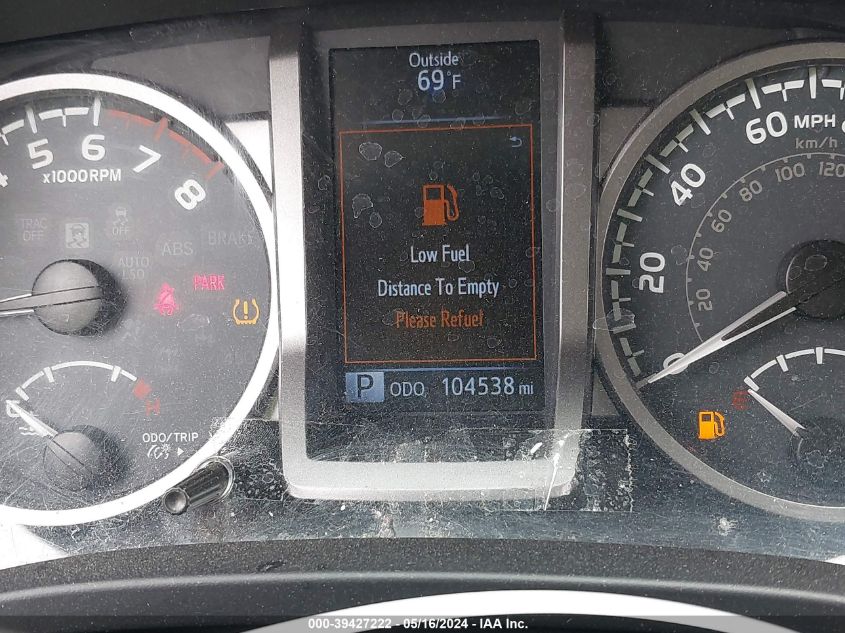 Outside
69°F
Low Fuel
Distance To Empty
Please Refuel
P ODO 104538 mi
4 5 6 7 8
x1000RPM
TRAC OFF
OFF
AUTO LSD
ABS
BRAKE
PARK
H
ODO/TRIP
0 20 40 60 MPH
km/h
20 40 60 80 100 120
E
000-39427222 - 05/16/2024 - IAA Inc.